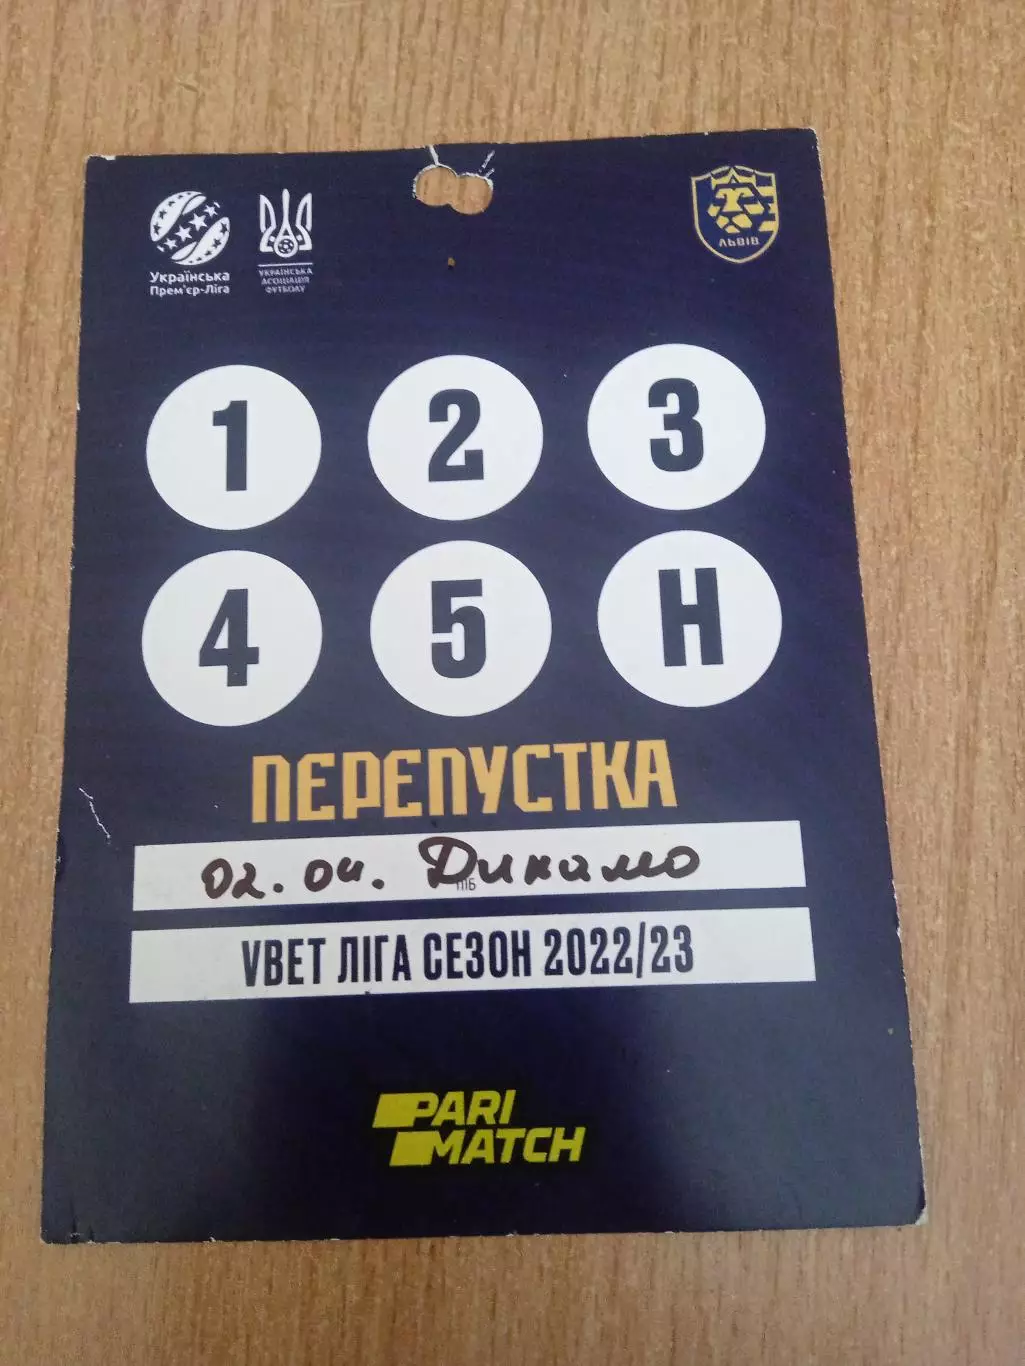 Українська
Прем'єр-Ліга
УКРАЇНСЬКА
АСОЦІАЦІЯ
ФУТБОЛУ
ЛЬВІВ
1 2 3
4 5 Н
ПЕРЕПУСТКА
02.04. Динамо
ПІБ
VBET ЛІГА СЕЗОН 2022/23
PARI
MATCH